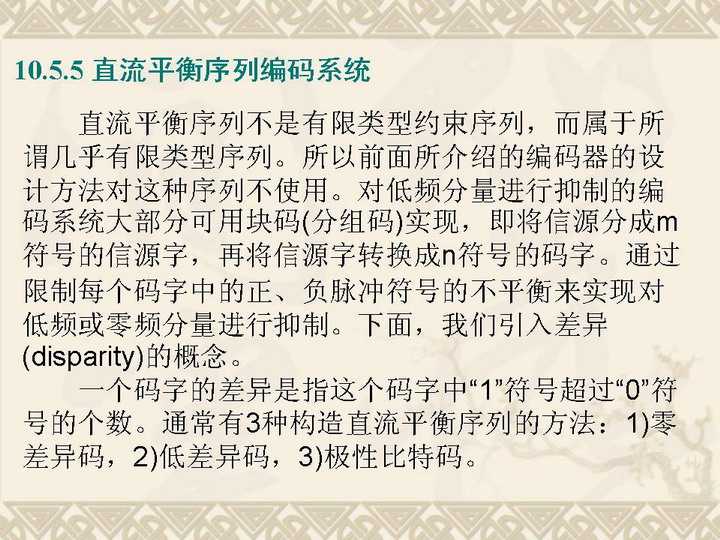 10.5.5 直流平衡序列编码系统
直流平衡序列不是有限类型约束序列，而属于所
谓几乎有限类型序列。所以前面所介绍的编码器的设
计方法对这种序列不使用。对低频分量进行抑制的编
码系统大部分可用块码(分组码)实现，即将信源分成m
符号的信源字，再将信源字转换成n符号的码字。通过
限制每个码字中的正、负脉冲符号的不平衡来实现对
低频或零频分量进行抑制。下面，我们引入差异
(disparity)的概念。
一个码字的差异是指这个码字中“1”符号超过“0”符
号的个数。通常有3种构造直流平衡序列的方法：1)零
差异码，2)低差异码，3)极性比特码。